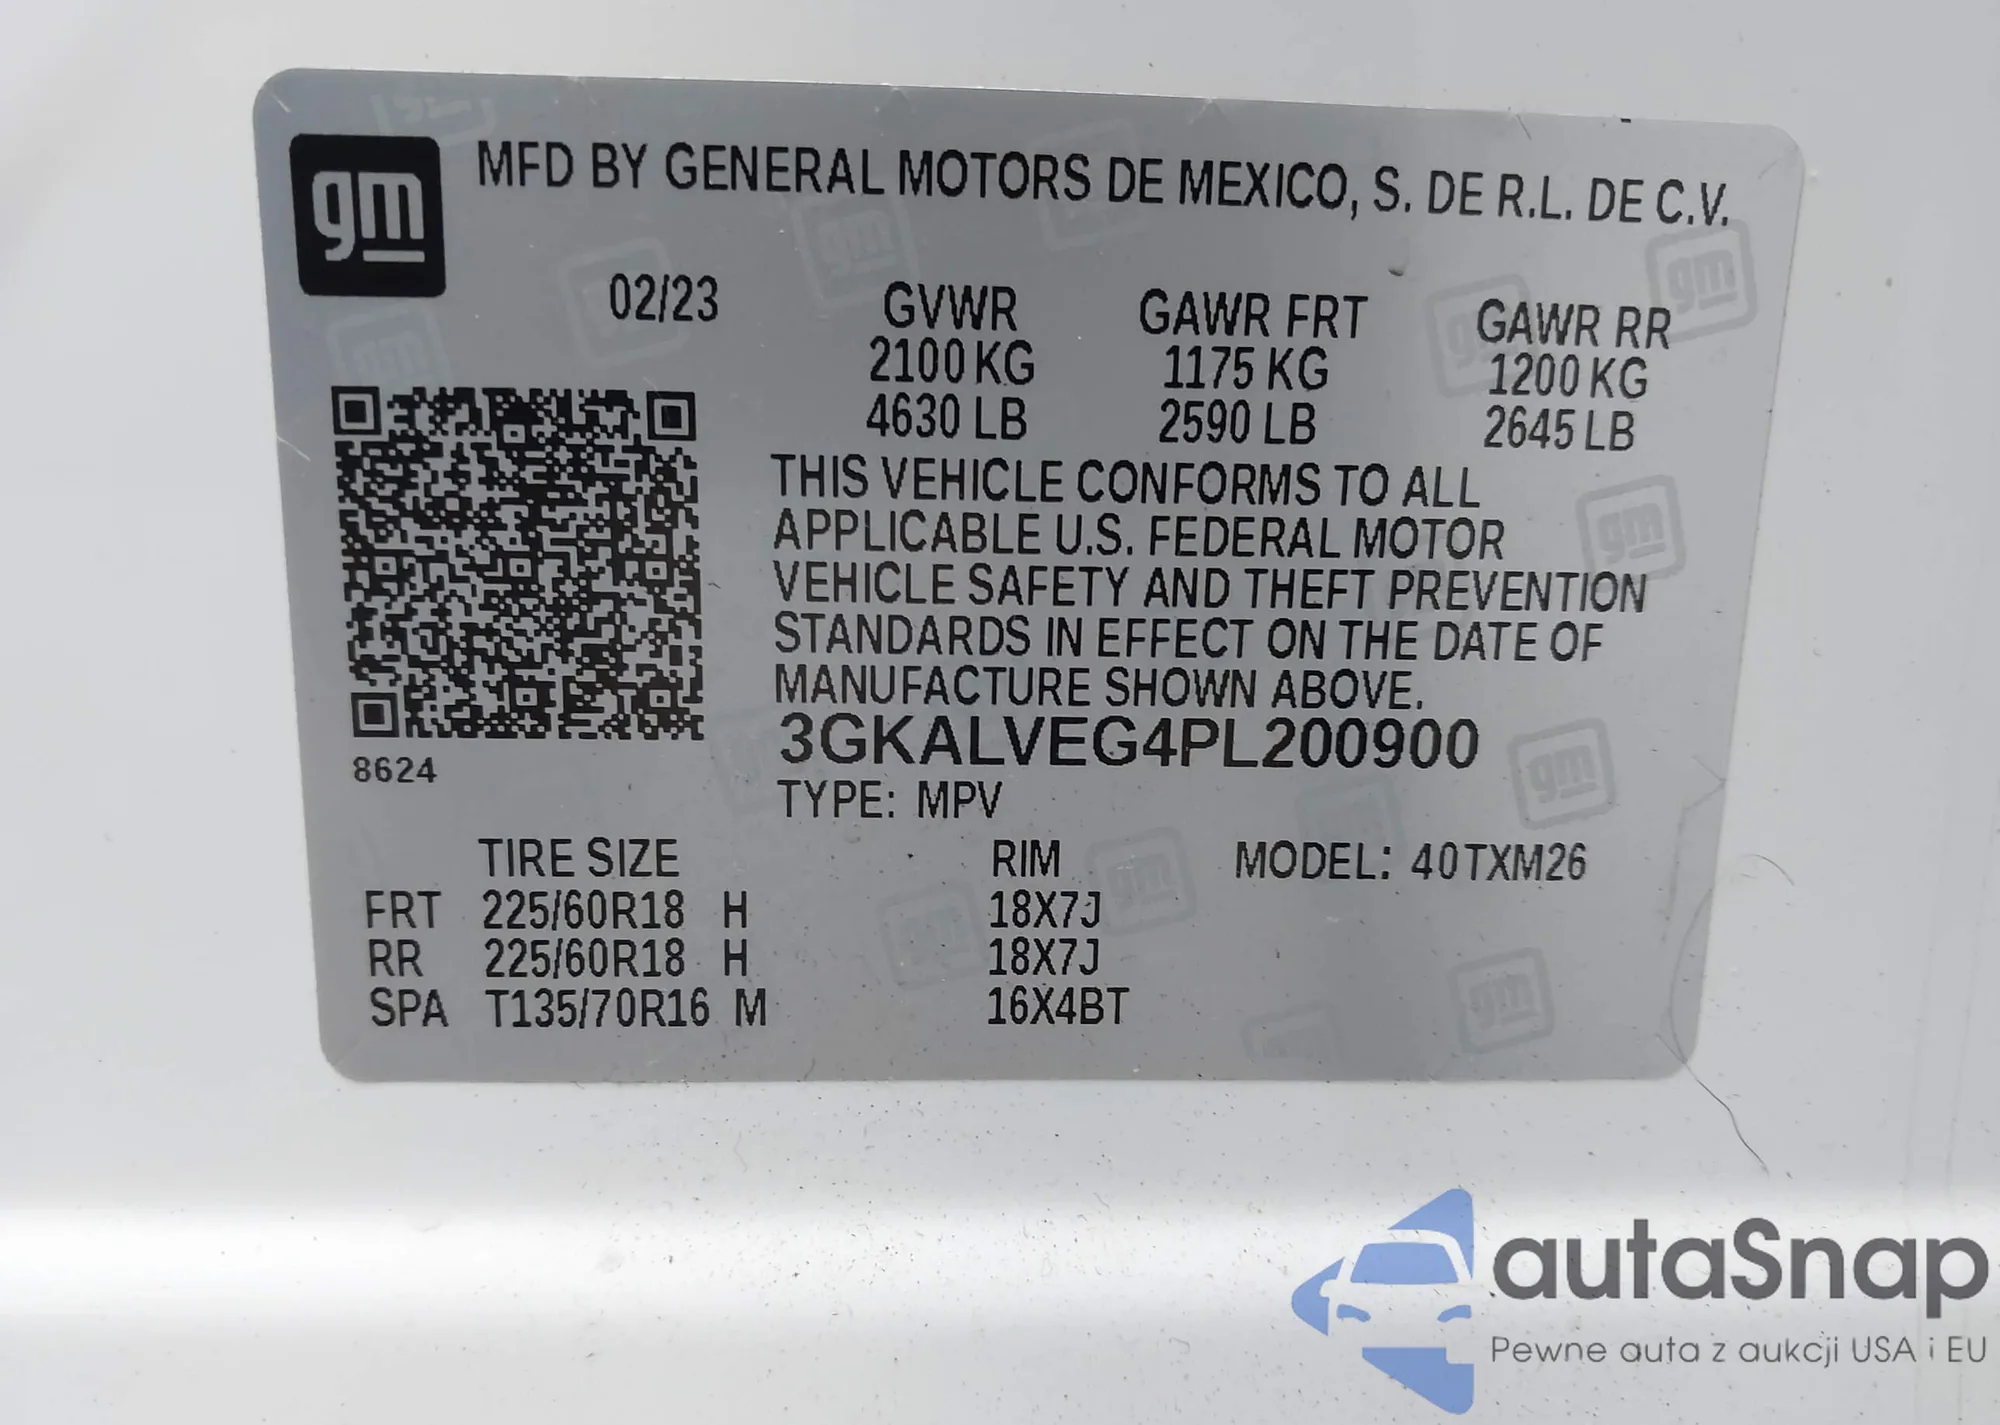 gm
MFD BY GENERAL MOTORS DE MEXICO, S. DE R.L. DE C.V.
02/23
GVWR GAWR FRT GAWR RR
2100 KG 1175 KG 1200 KG
4630 LB 2590 LB 2645 LB
THIS VEHICLE CONFORMS TO ALL
APPLICABLE U.S. FEDERAL MOTOR
VEHICLE SAFETY AND THEFT PREVENTION
STANDARDS IN EFFECT ON THE DATE OF
MANUFACTURE SHOWN ABOVE.
3GKALVEG4PL200900
8624
TYPE: MPV
TIRE SIZE RIM MODEL: 40TXM26
FRT 225/60R18 H 18X7J
RR 225/60R18 H 18X7J
SPA T135/70R16 M 16X4BT
autaSnap
Pewne auta z aukcji USA i EU